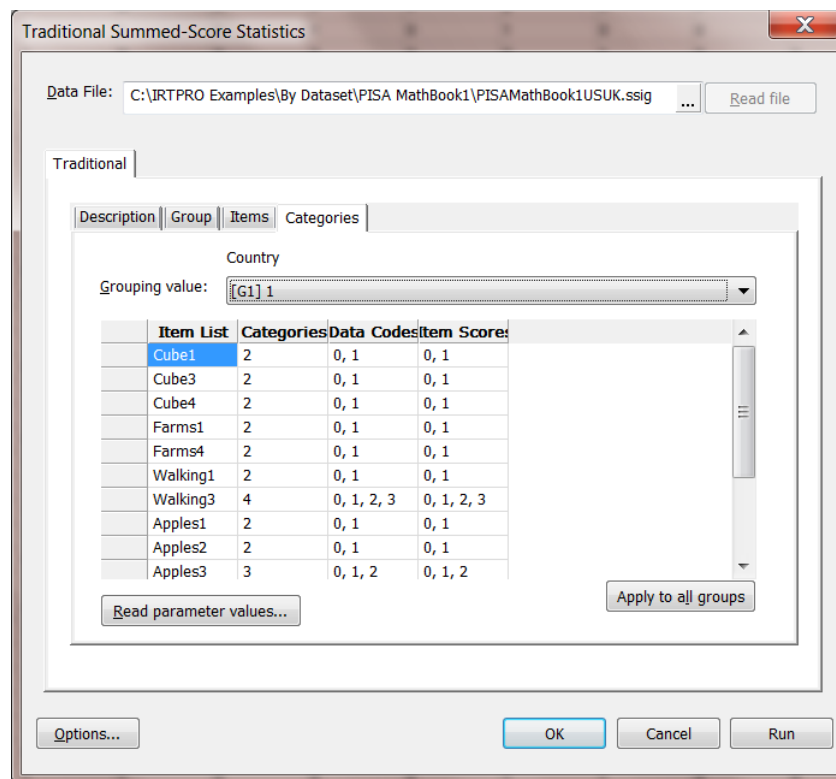 Traditional Summed-Score Statistics
Data File: C:\IRTPRO Examples\By Dataset\PISA MathBook1\PISAMathBook1USUK.ssig ... Read file
Traditional
Description Group Items Categories
Country
Grouping value: [G1] 1
Item List Categories Data Codes Item Scores
Cube1 2 0, 1 0, 1
Cube3 2 0, 1 0, 1
Cube4 2 0, 1 0, 1
Farms1 2 0, 1 0, 1
Farms4 2 0, 1 0, 1
Walking1 2 0, 1 0, 1
Walking3 4 0, 1, 2, 3 0, 1, 2, 3
Apples1 2 0, 1 0, 1
Apples2 2 0, 1 0, 1
Apples3 3 0, 1, 2 0, 1, 2
Read parameter values... Apply to all groups
Options... OK Cancel Run